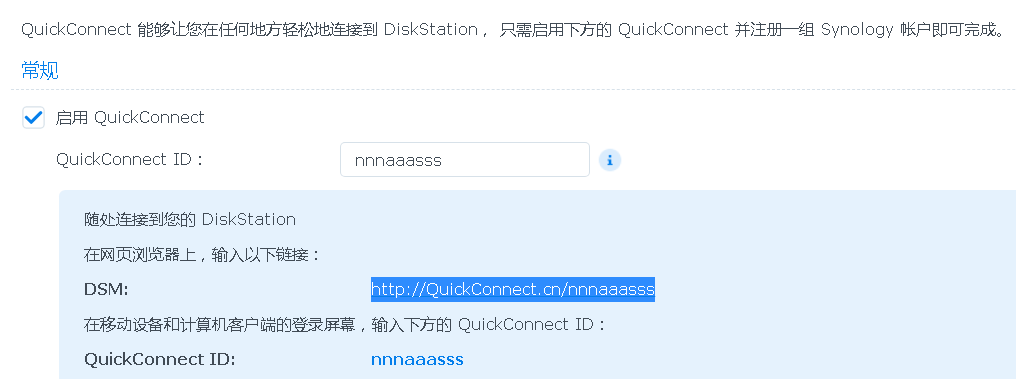 QuickConnect 能够让您在任何地方轻松地连接到 DiskStation， 只需启用下方的 QuickConnect 并注册一组 Synology 帐户即可完成。
常规
启用 QuickConnect
QuickConnect ID： nnnaaasss
随处连接到您的 DiskStation
在网页浏览器上，输入以下链接：
DSM: http://QuickConnect.cn/nnnaaasss
在移动设备和计算机客户端的登录屏幕，输入下方的 QuickConnect ID：
QuickConnect ID: nnnaaasss